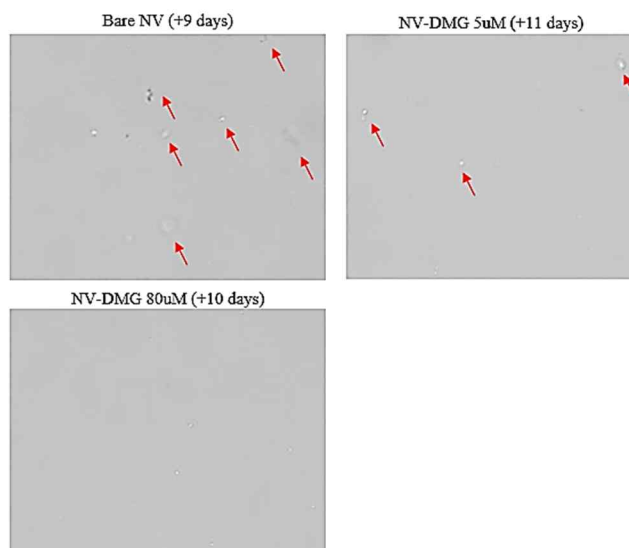 Bare NV (+9 days)
NV-DMG 5uM (+11 days)
NV-DMG 80uM (+10 days)